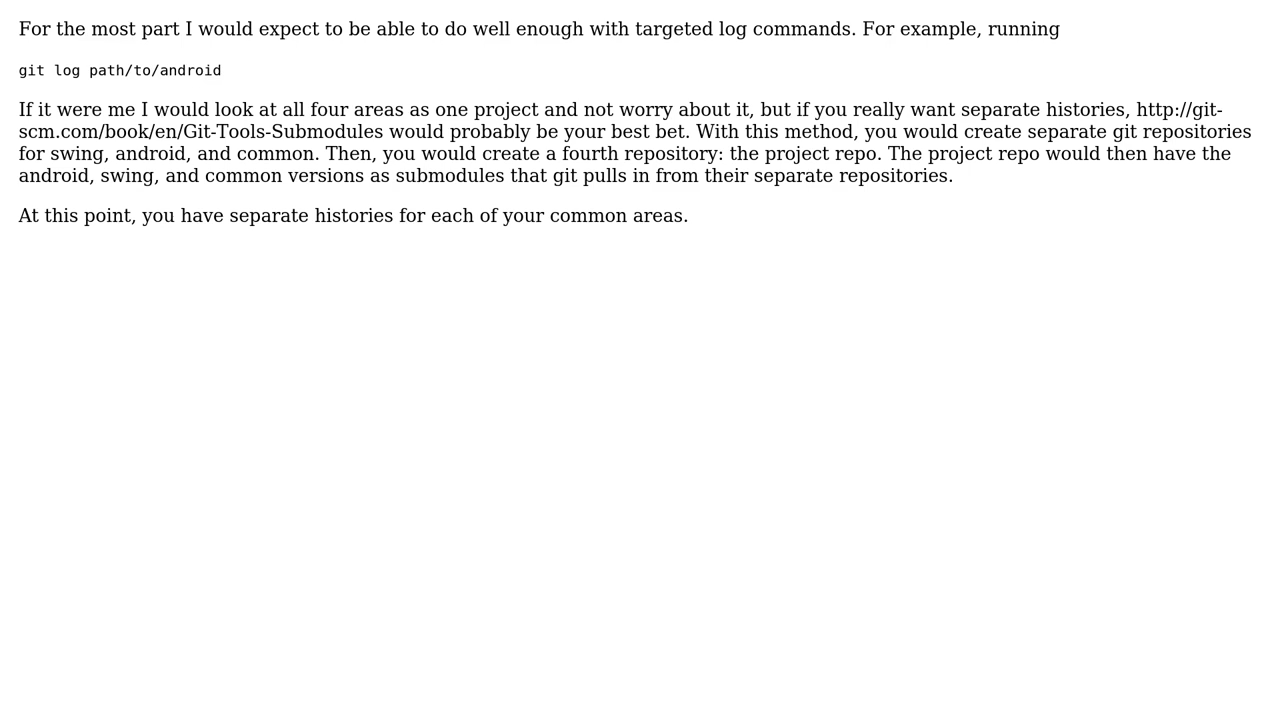 For the most part I would expect to be able to do well enough with targeted log commands. For example, running
git log path/to/android
If it were me I would look at all four areas as one project and not worry about it, but if you really want separate histories, http://git-
scm.com/book/en/Git-Tools-Submodules would probably be your best bet. With this method, you would create separate git repositories
for swing, android, and common. Then, you would create a fourth repository: the project repo. The project repo would then have the
android, swing, and common versions as submodules that git pulls in from their separate repositories.
At this point, you have separate histories for each of your common areas.